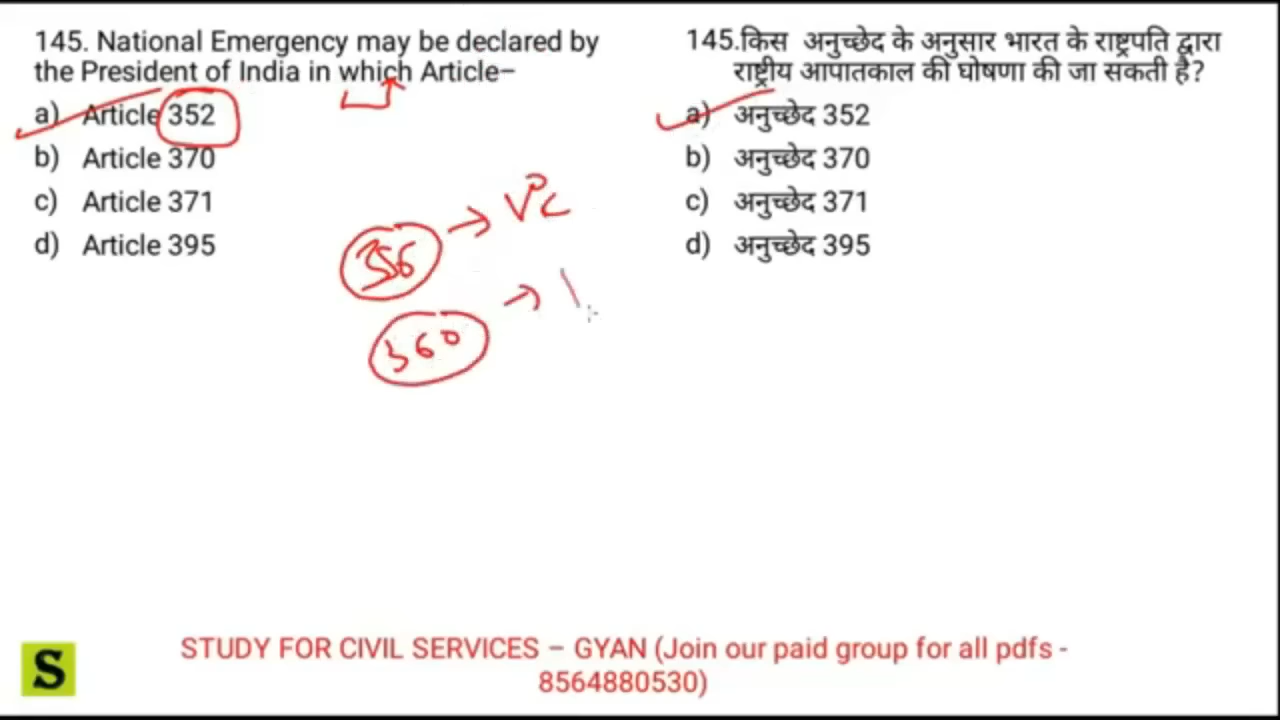 145. National Emergency may be declared by
the President of India in which Article–
a) Article 352
b) Article 370
c) Article 371
d) Article 395
145.किस अनुच्छेद के अनुसार भारत के राष्ट्रपति द्वारा
राष्ट्रीय आपातकाल की घोषणा की जा सकती है?
a) अनुच्छेद 352
b) अनुच्छेद 370
c) अनुच्छेद 371
d) अनुच्छेद 395
356 →
360 →
STUDY FOR CIVIL SERVICES – GYAN (Join our paid group for all pdfs -
8564880530)
S